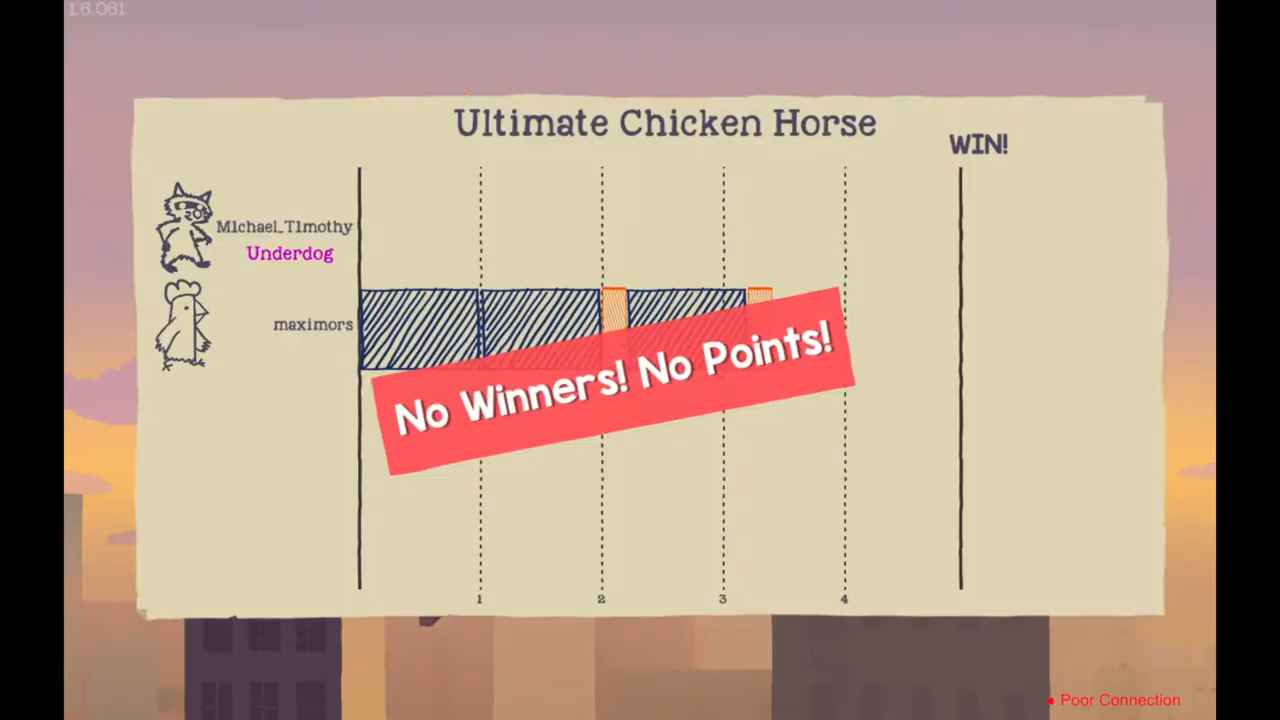 1.6.061
Ultimate Chicken Horse
WIN!
M1chael_T1mothy
Underdog
maximors
No Winners! No Points!
1 2 3 4
Poor Connection